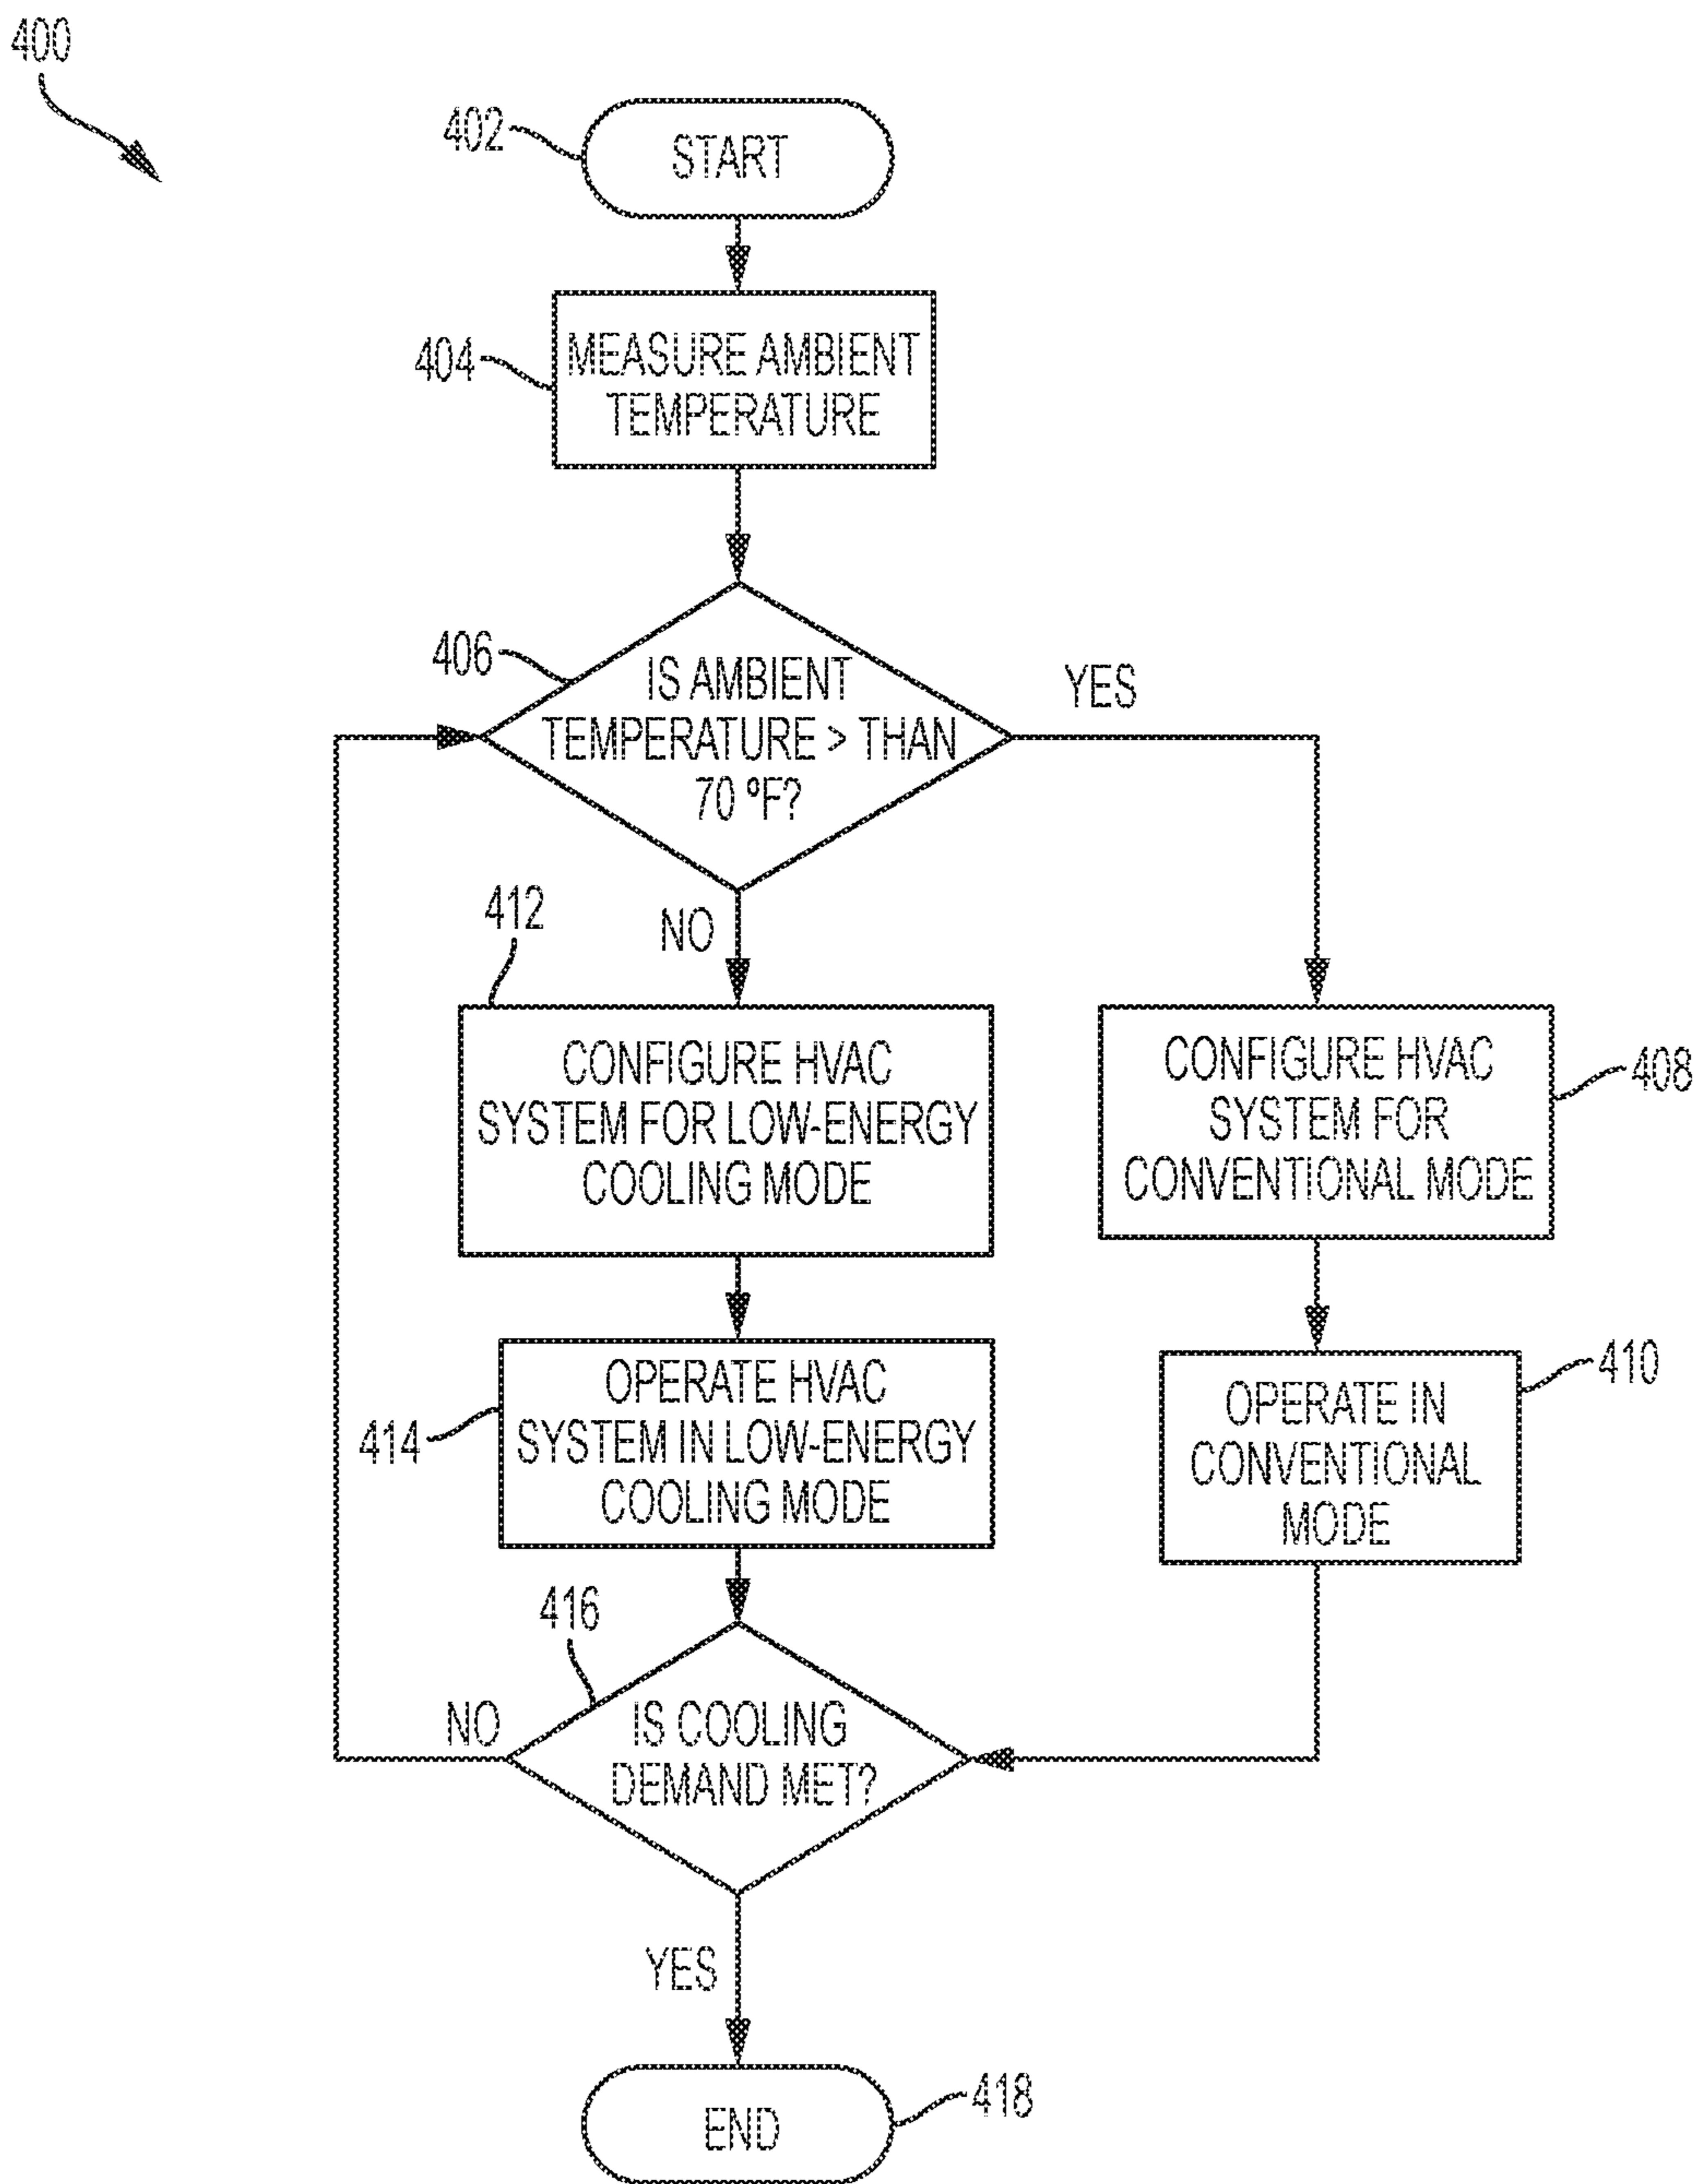 400
402
START
404
MEASURE AMBIENT
TEMPERATURE
406
IS AMBIENT
TEMPERATURE > THAN
70 ºF?
YES
NO
412
CONFIGURE HVAC
SYSTEM FOR LOW-ENERGY
COOLING MODE
CONFIGURE HVAC
SYSTEM FOR
CONVENTIONAL MODE
408
414
OPERATE HVAC
SYSTEM IN LOW-ENERGY
COOLING MODE
OPERATE IN
CONVENTIONAL
MODE
410
416
IS COOLING
DEMAND MET?
NO
YES
END
418